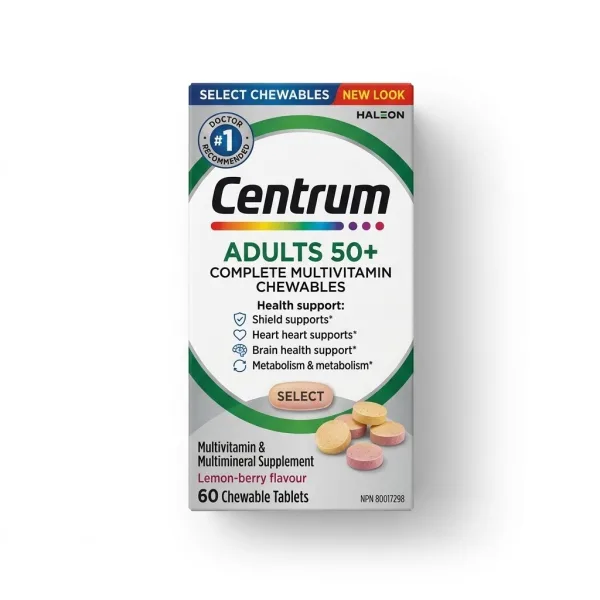 SELECT CHEWABLES
NEW LOOK
HALEON
DOCTOR
#1
RECOMMENDED
Centrum
ADULTS 50+
COMPLETE MULTIVITAMIN
CHEWABLES
Health support:
Shield supports*
Heart heart supports*
Brain health support*
Metabolism & metabolism*
SELECT
Multivitamin &
Multimineral Supplement
Lemon-berry flavour
60 Chewable Tablets
NPN 80017298